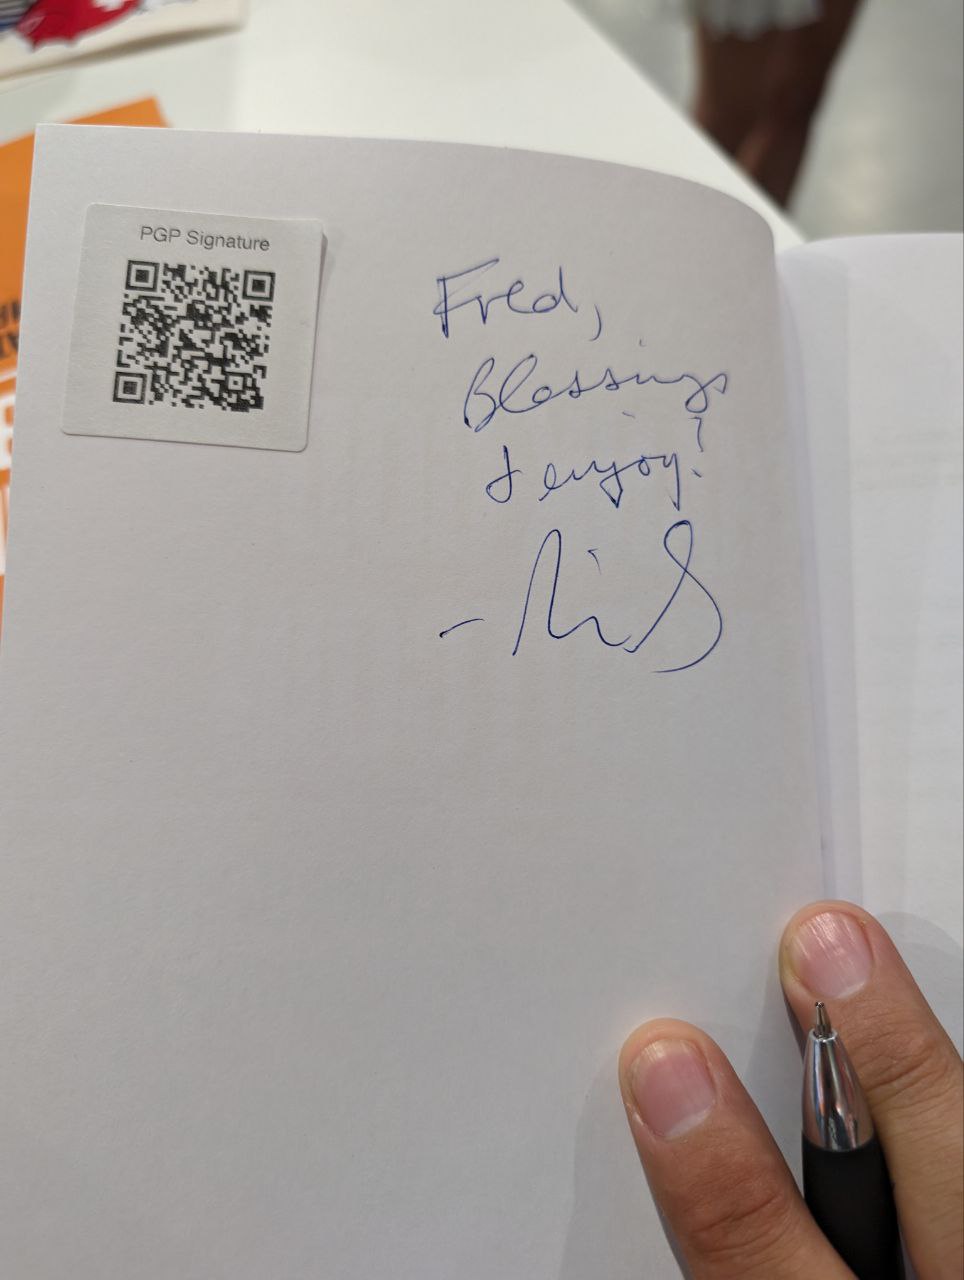 PGP Signature
Fred,
Blessings
& enjoy!